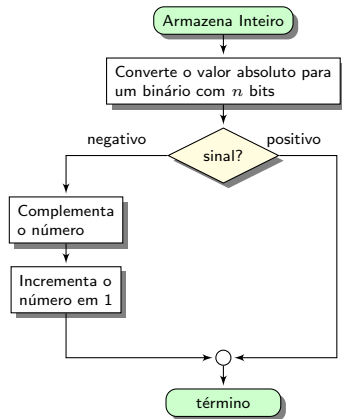 Armazena Inteiro
Converte o valor absoluto para
um binário com n bits
negativo
positivo
sinal?
Complementa
o número
Incrementa o
número em 1
término